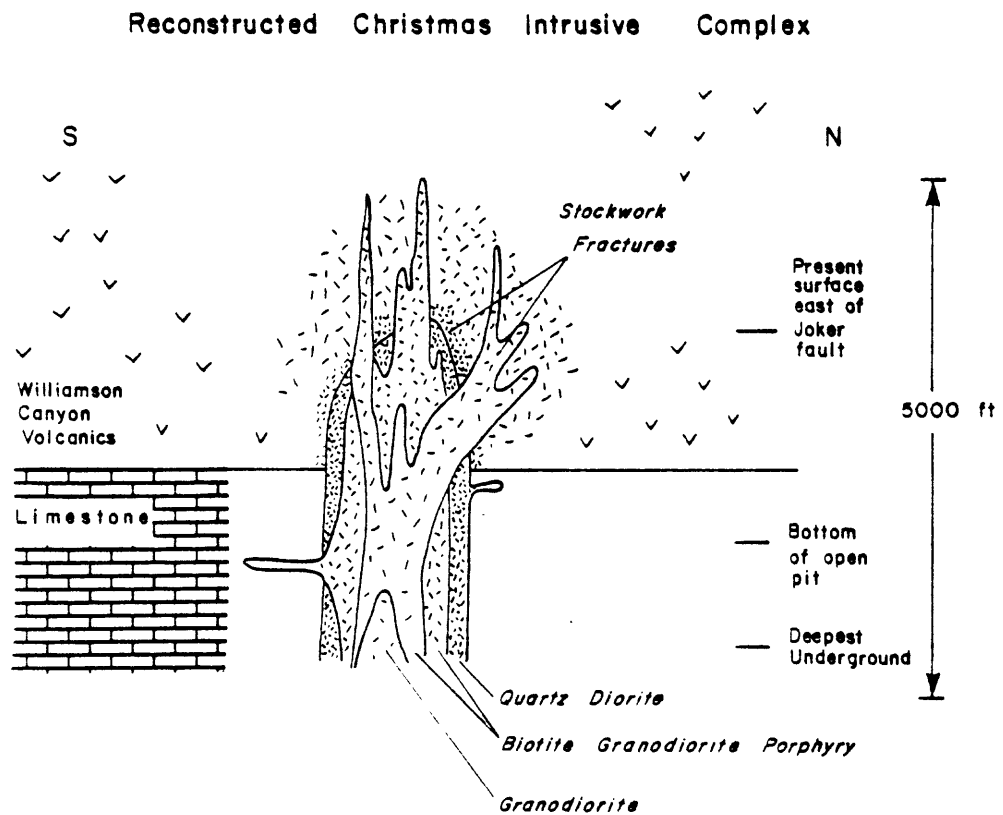 Reconstructed Christmas Intrusive Complex
S
N
Stockwork
Fractures
Present
surface
east of
Joker
fault
Williamson
Canyon
Volcanics
5000 ft
Limestone
Bottom
of open
pit
Deepest
Underground
Quartz Diorite
Biotite Granodiorite Porphyry
Granodiorite